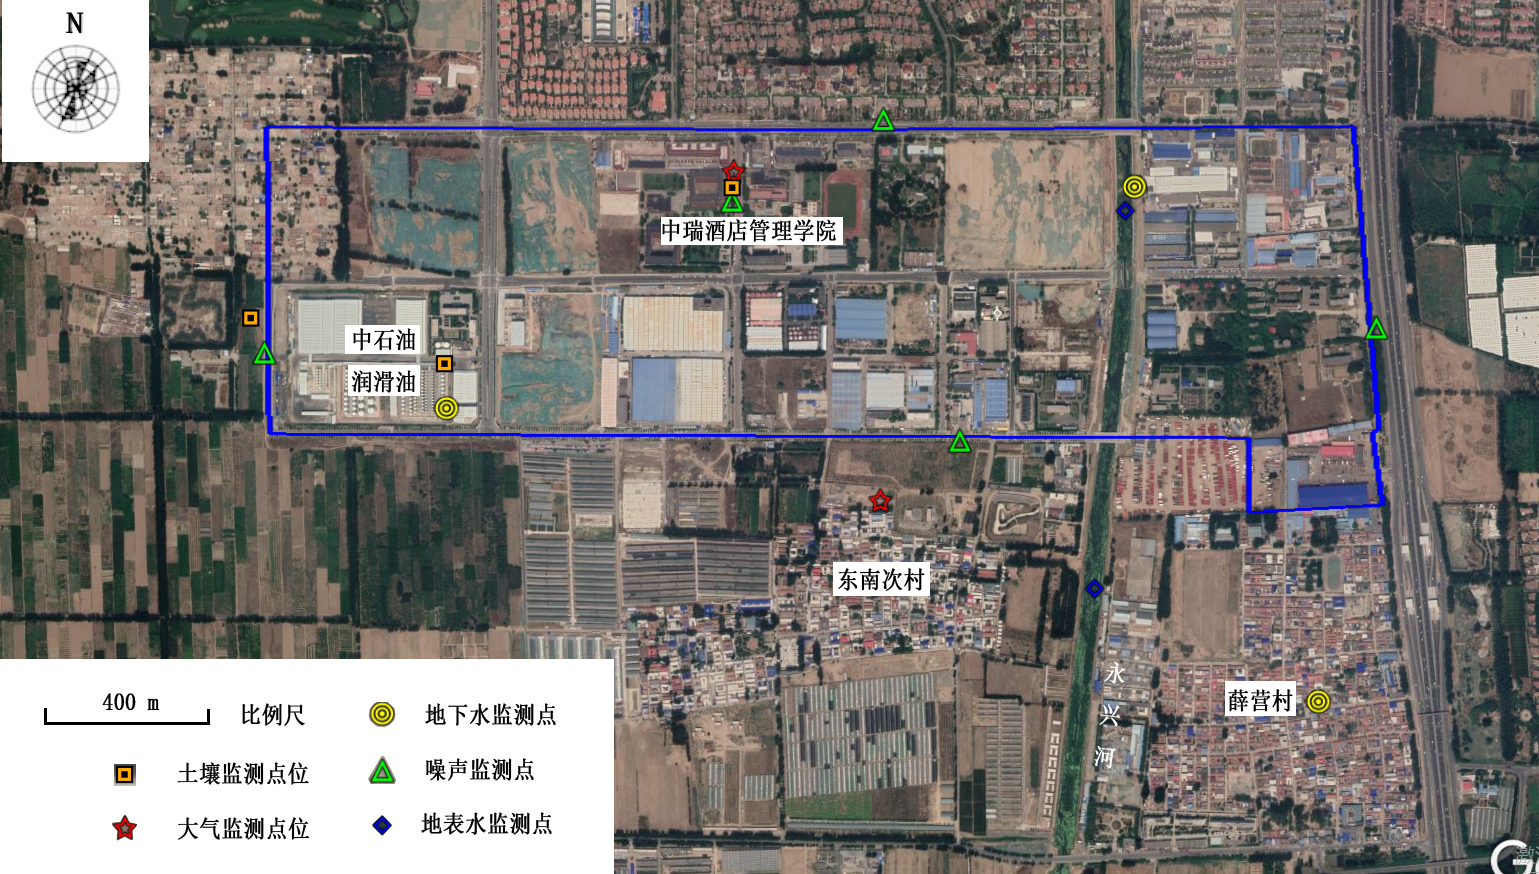 N
中瑞酒店管理学院
中石油
润滑油
东南次村
薛营村
永兴河
400 m
比例尺
地下水监测点
土壤监测点位
噪声监测点
大气监测点位
地表水监测点